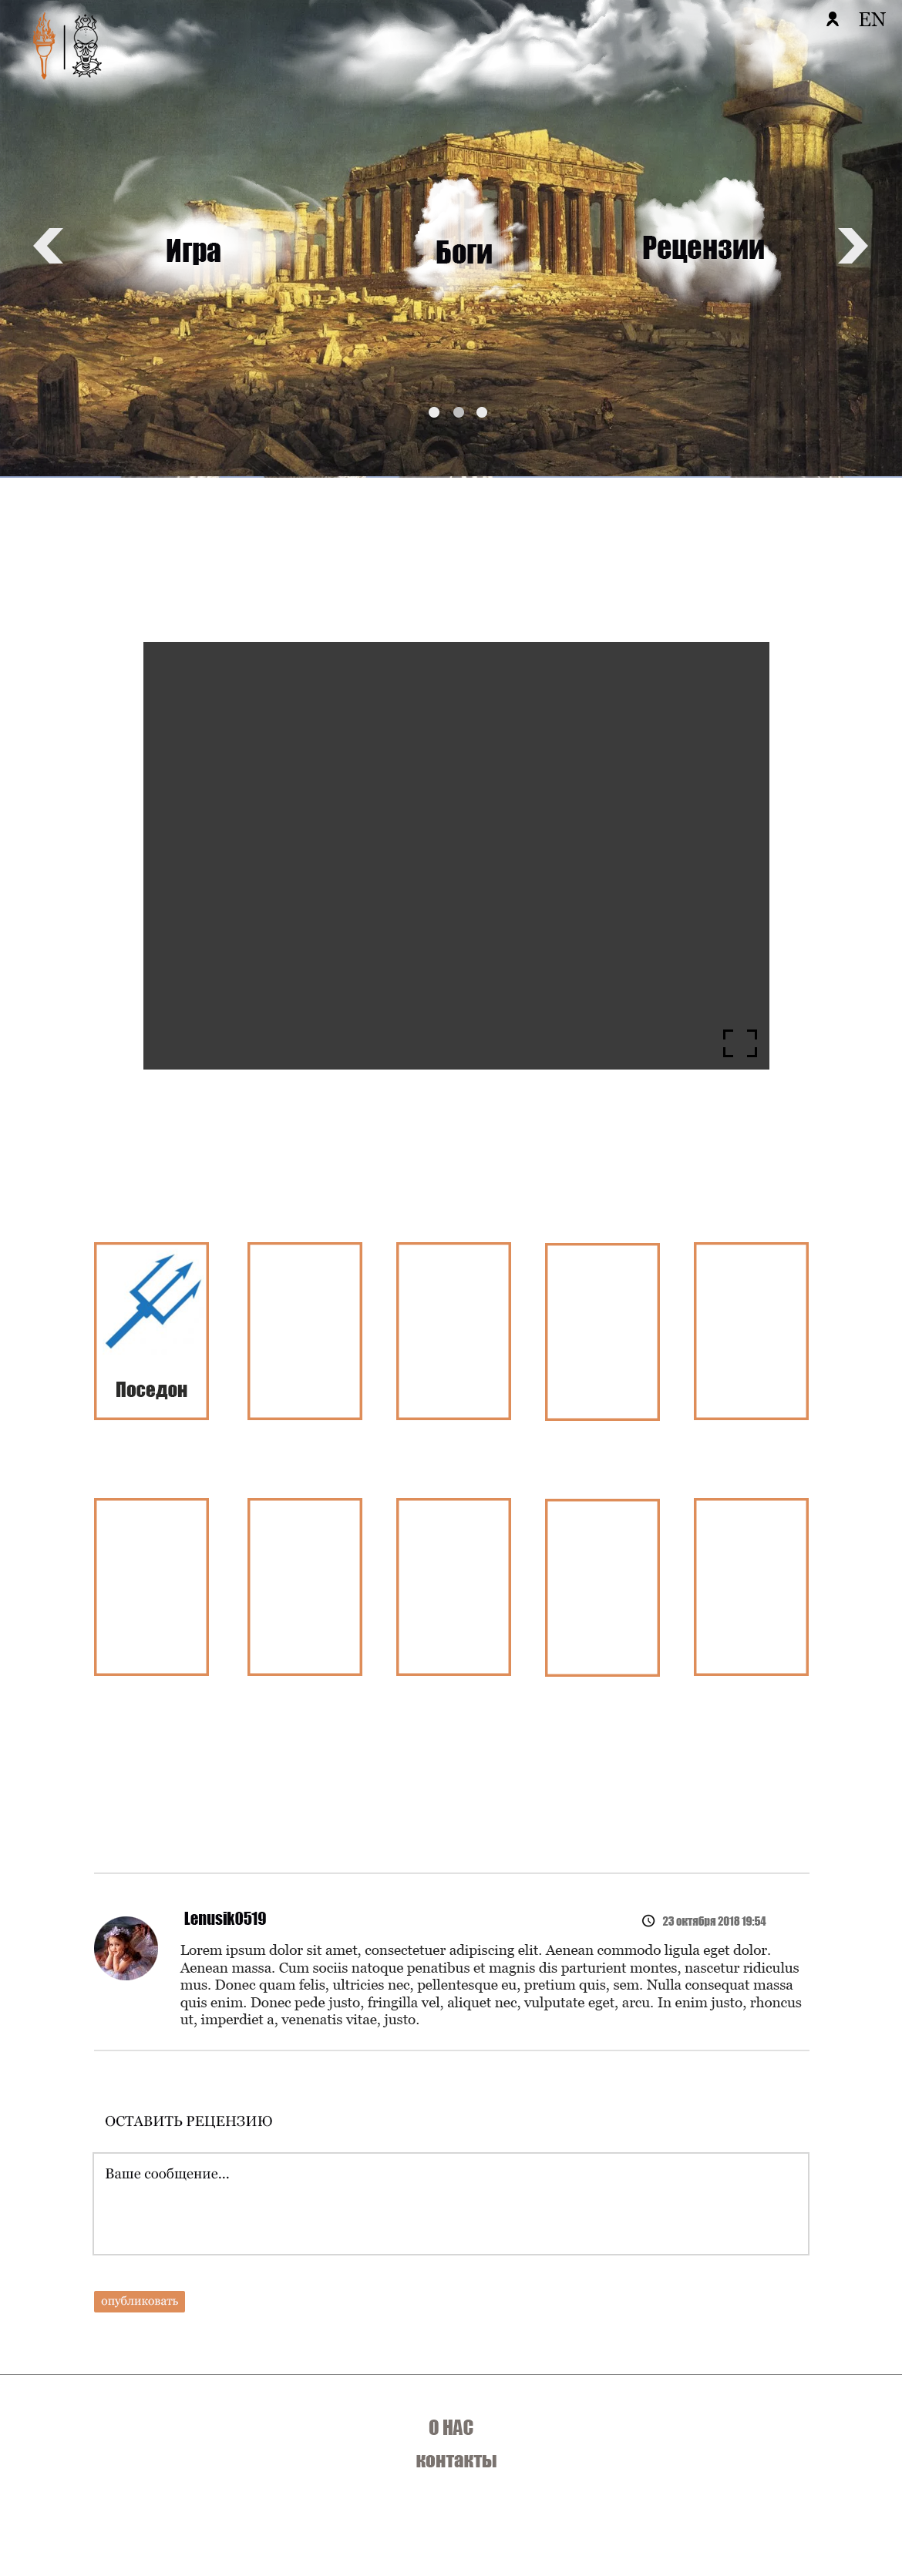 EN
Игра
Боги
Рецензии
Поседон
Lenusik0519
23 октября 2018 19:54
Lorem ipsum dolor sit amet, consectetuer adipiscing elit. Aenean commodo ligula eget dolor.
Aenean massa. Cum sociis natoque penatibus et magnis dis parturient montes, nascetur ridiculus
mus. Donec quam felis, ultricies nec, pellentesque eu, pretium quis, sem. Nulla consequat massa
quis enim. Donec pede justo, fringilla vel, aliquet nec, vulputate eget, arcu. In enim justo, rhoncus
ut, imperdiet a, venenatis vitae, justo.
ОСТАВИТЬ РЕЦЕНЗИЮ
Ваше сообщение...
опубликовать
О НАС
контакты